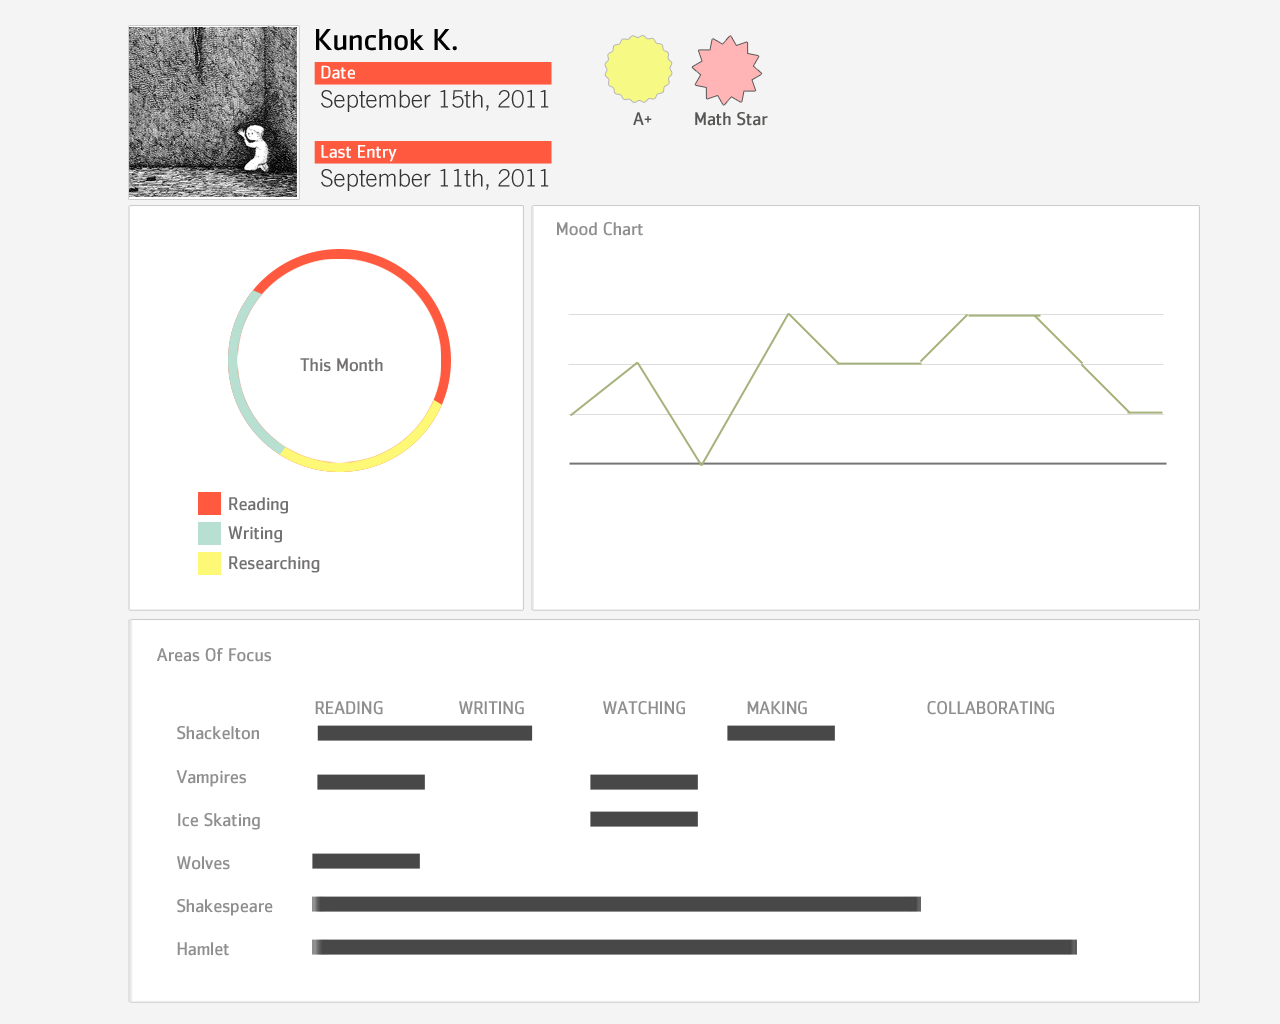 Kunchok K.
Date
September 15th, 2011
Last Entry
September 11th, 2011
A+
Math Star
This Month
Reading
Writing
Researching
Mood Chart
Areas Of Focus
READING WRITING WATCHING MAKING COLLABORATING
Shackelton
Vampires
Ice Skating
Wolves
Shakespeare
Hamlet